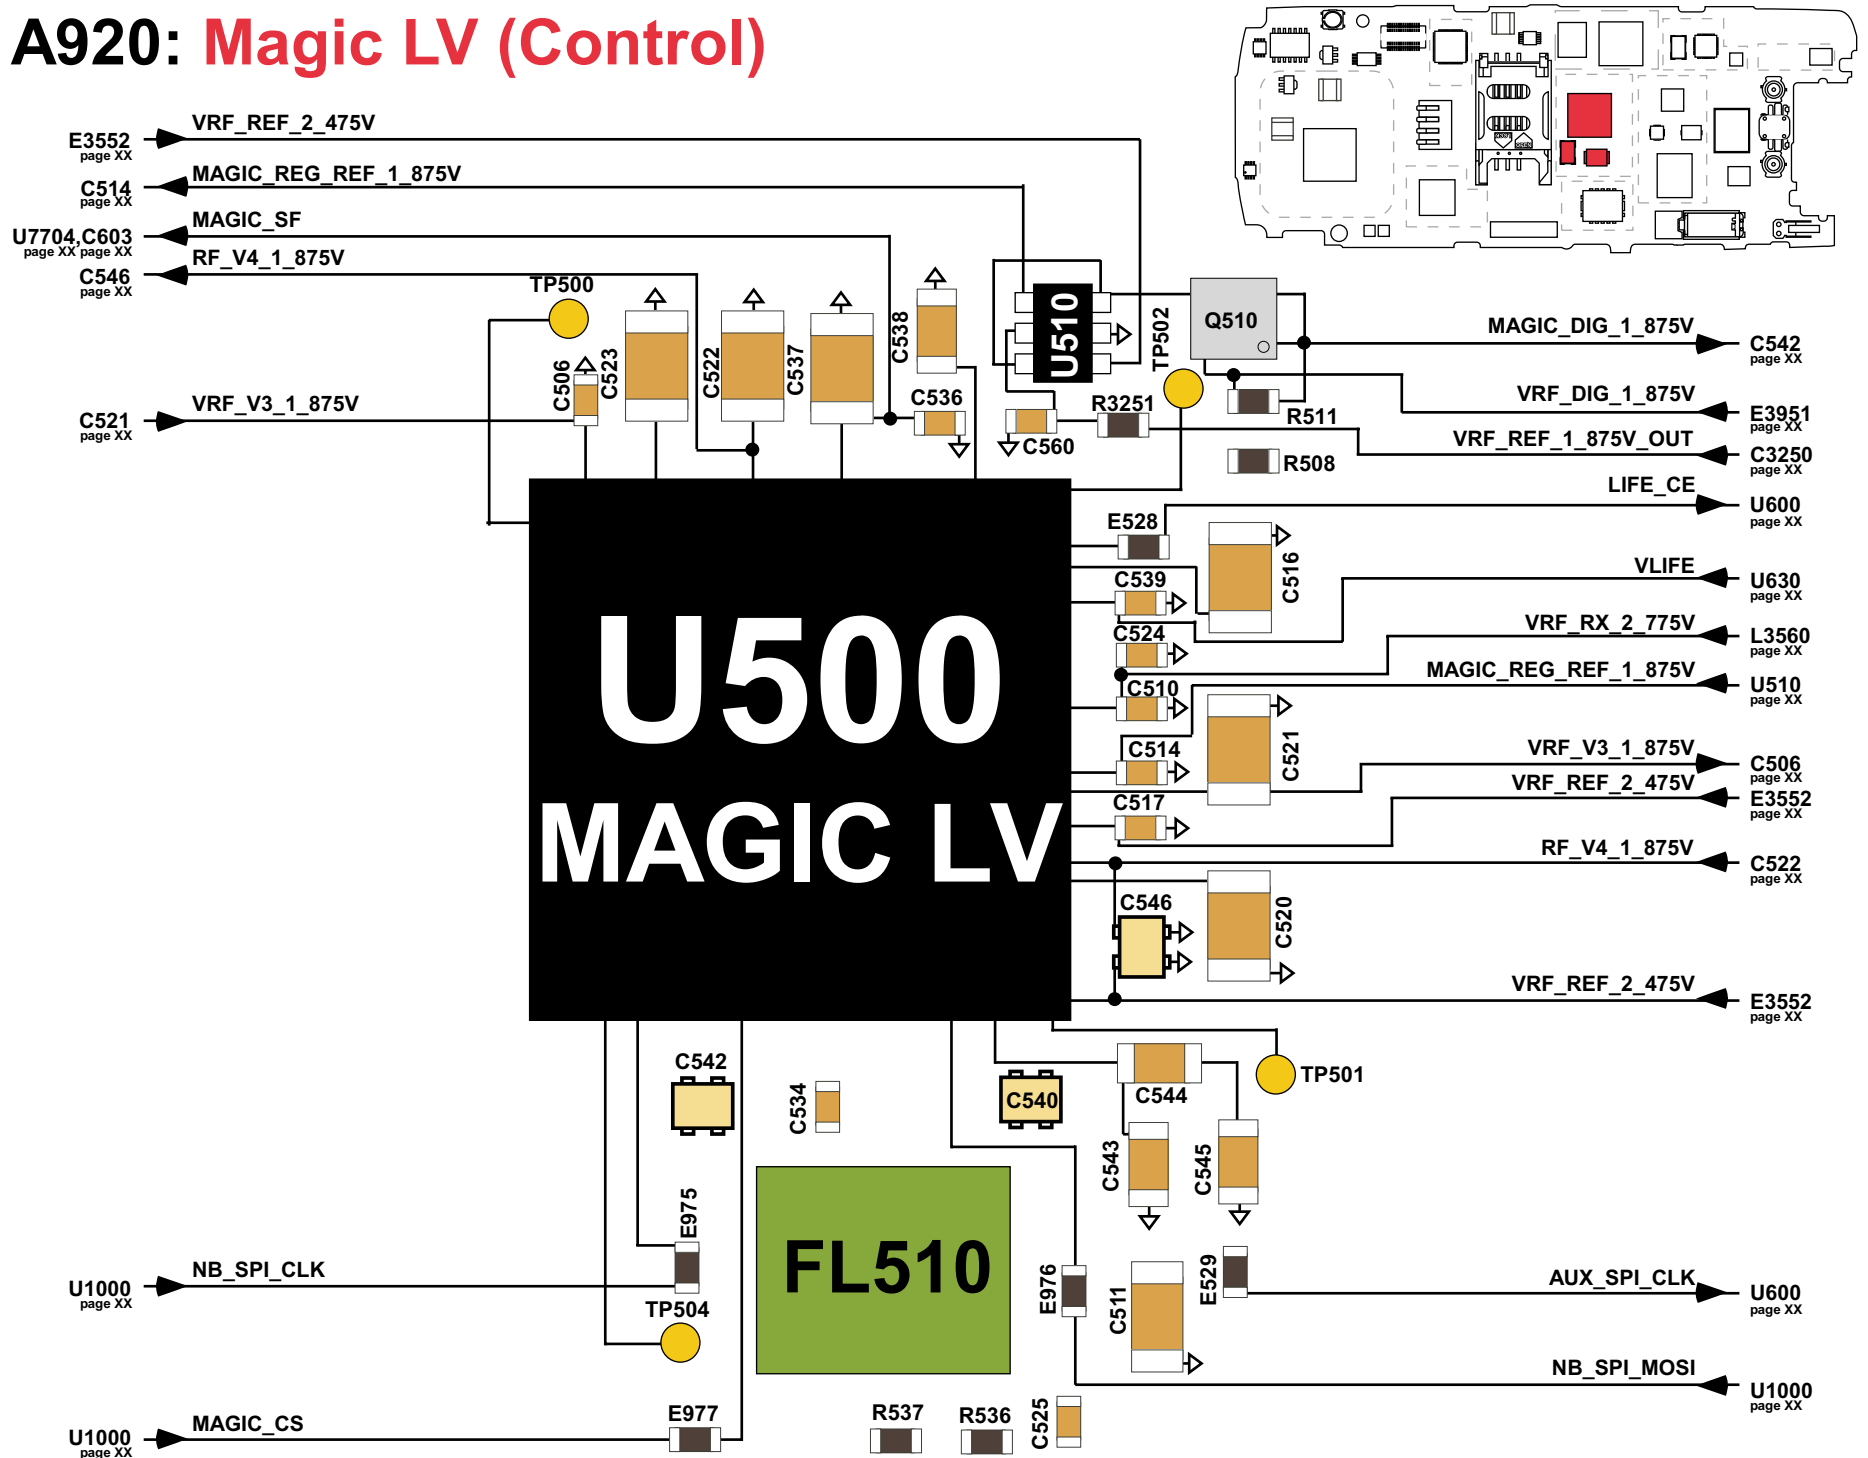 A920: Magic LV (Control)
E3552
page XX
VRF_REF_2_475V
C514
page XX
MAGIC_REG_REF_1_875V
U7704,C603
page XX page XX
MAGIC_SF
C546
page XX
RF_V4_1_875V
C521
page XX
VRF_V3_1_875V
TP500
C506
C523
C522
C537
C538
C536
U510
C560
R3251
TP502
Q510
R511
R508
MAGIC_DIG_1_875V
C542
page XX
VRF_DIG_1_875V
E3951
page XX
VRF_REF_1_875V_OUT
C3250
page XX
LIFE_CE
U600
page XX
VLIFE
U630
page XX
VRF_RX_2_775V
L3560
page XX
MAGIC_REG_REF_1_875V
U510
page XX
VRF_V3_1_875V
C506
page XX
VRF_REF_2_475V
E3552
page XX
RF_V4_1_875V
C522
page XX
VRF_REF_2_475V
E3552
page XX
E528
C516
C539
C524
C510
C521
C514
C517
C546
C520
U500
MAGIC LV
C542
C534
C540
C544
TP501
C543
C545
E975
FL510
E976
C511
E529
AUX_SPI_CLK
U600
page XX
NB_SPI_CLK
U1000
page XX
TP504
NB_SPI_MOSI
U1000
page XX
MAGIC_CS
U1000
page XX
E977
R537
R536
C525